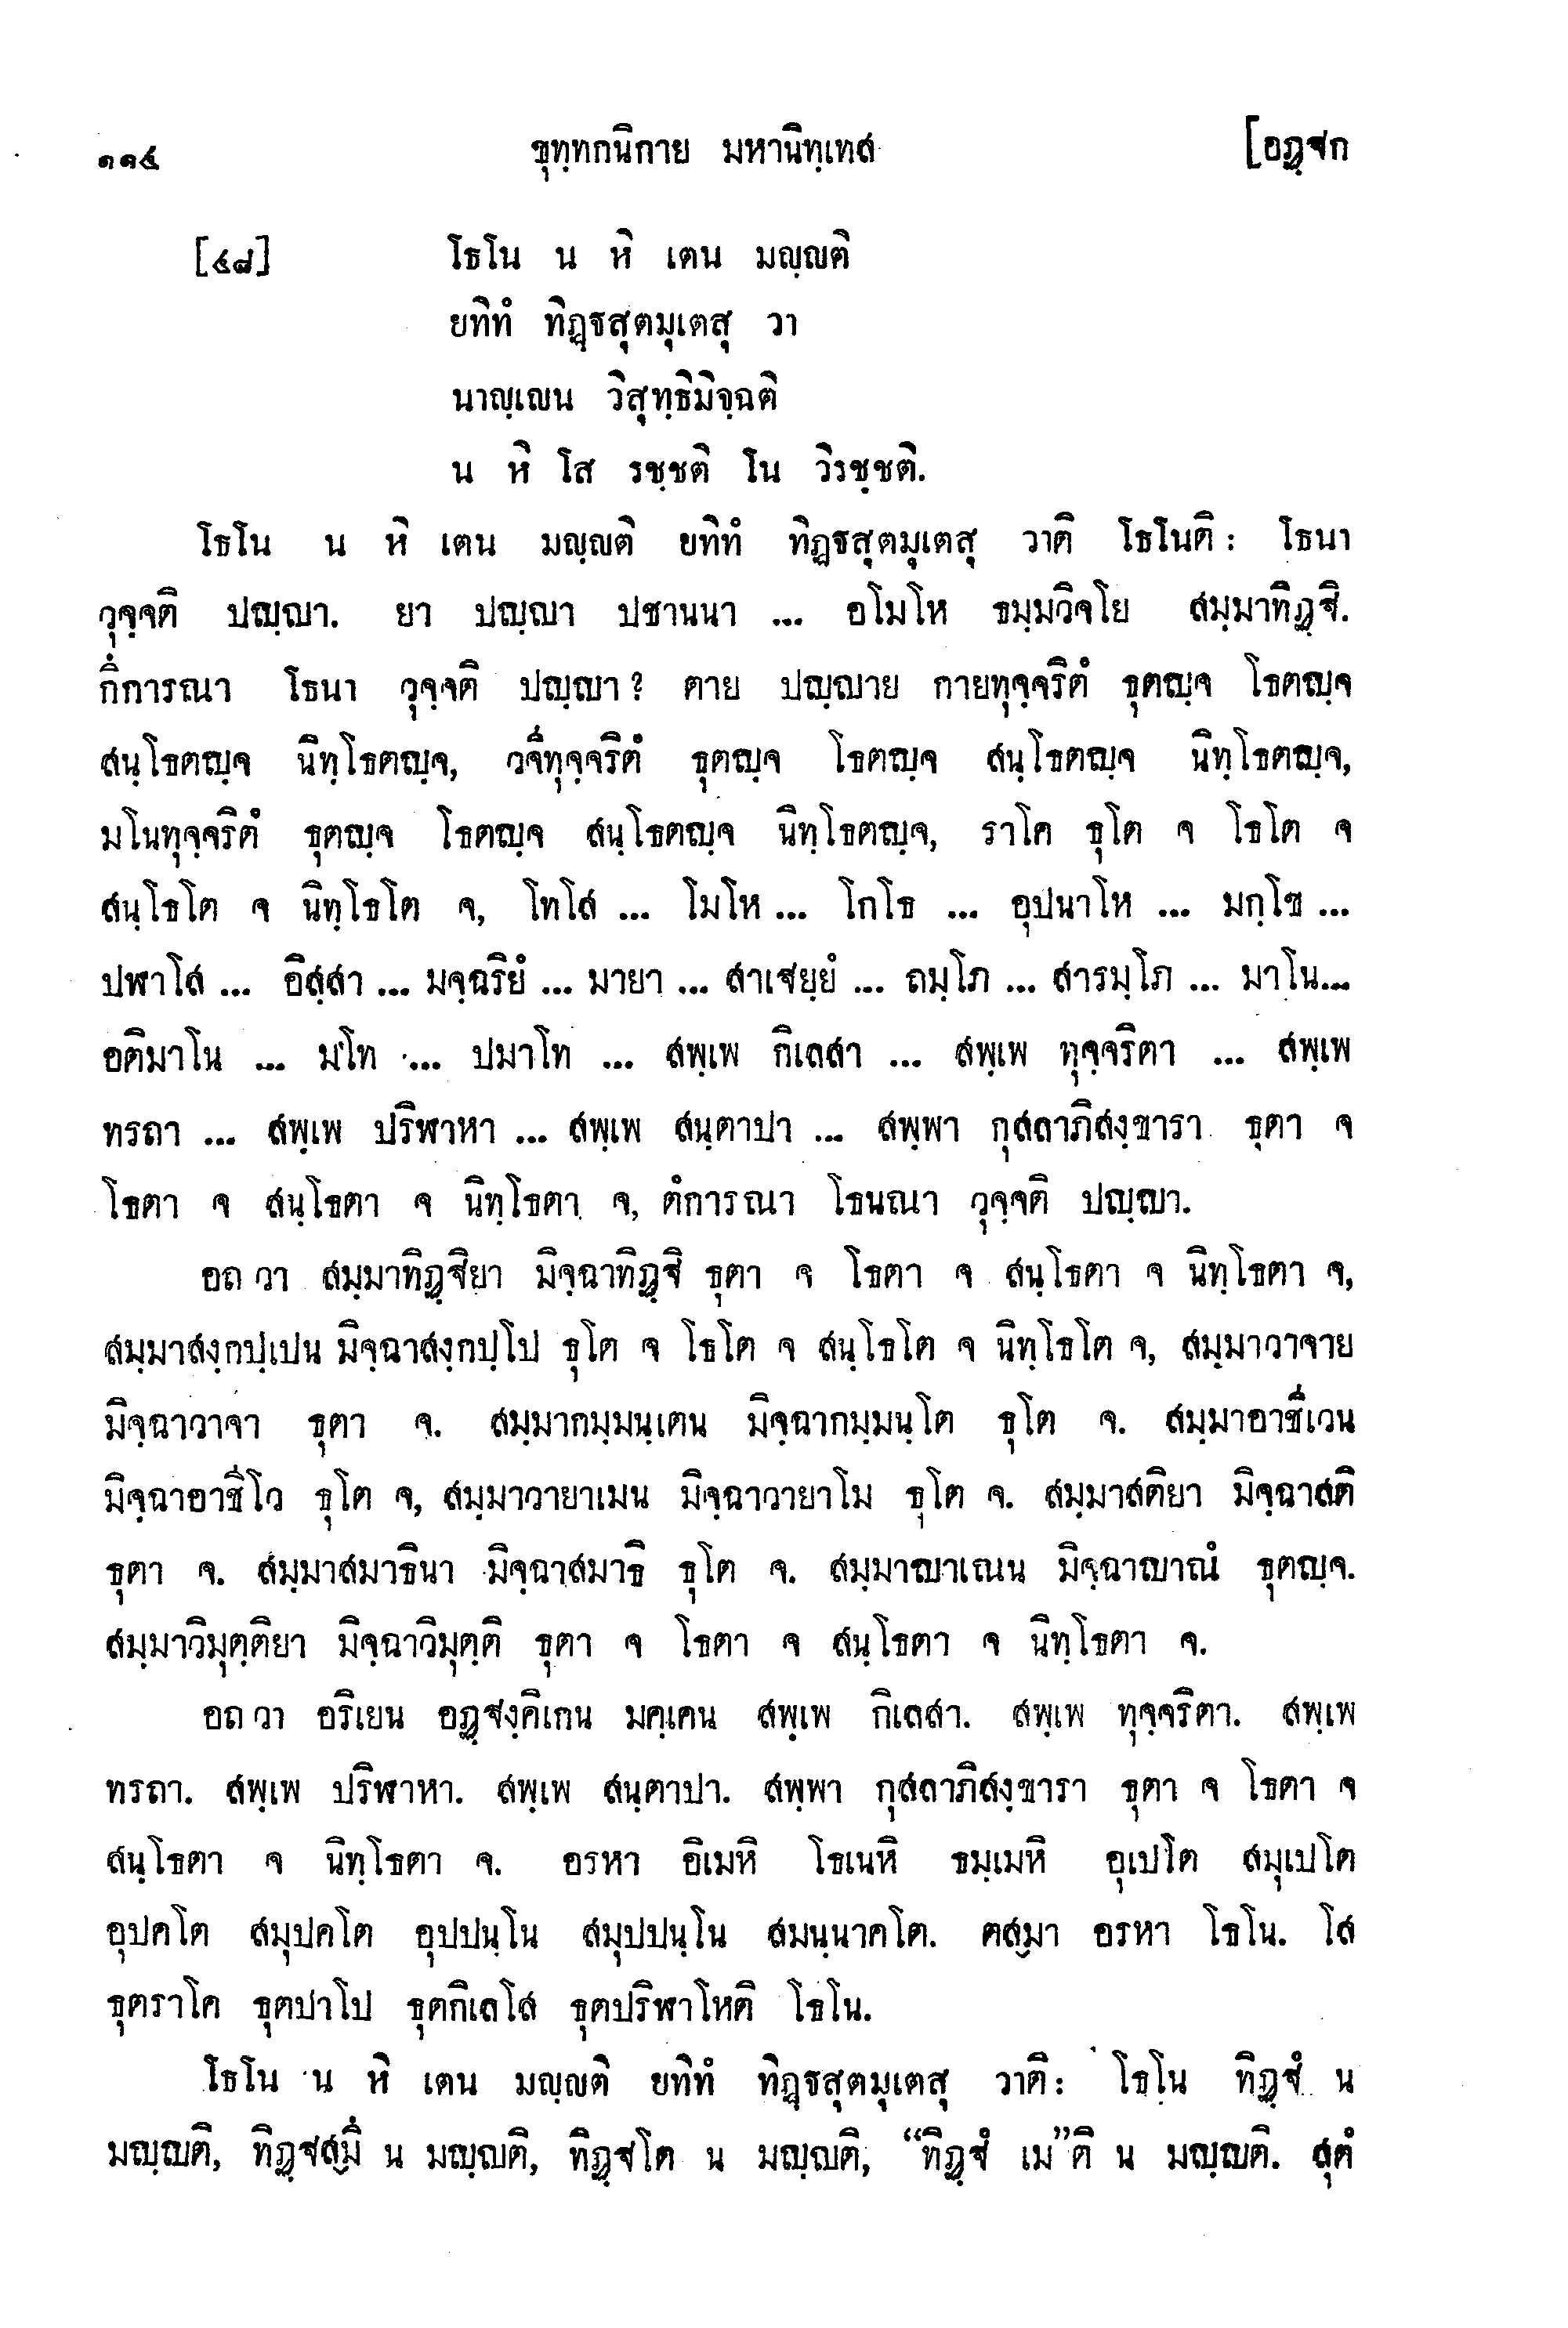 ๑๑๔ ขุทฺทกนิกาย มหานิทฺเทส [อฏฺฐก
[๔๘] โธโน น หิ เตน มญฺญติ
ยทิทํ ทิฏฺฐสุตมุเตสุ วา
นาญฺเญน วิสุทฺธิมิจฺฉติ
น หิ โส รชฺชติ โน วิรชฺชติ.
โธโน น หิ เตน มญฺญติ ยทิทํ ทิฏฺฐสุตมุเตสุ วาติ โธโนติ: โธนา
วุจฺจติ ปญฺญา. ยา ปญฺญา ปชานนา ... อโมโห ธมฺมวิจโย สมฺมาทิฏฺฐิ.
กึการณา โธนา วุจฺจติ ปญฺญา? ตาย ปญฺญาย กายทุจฺจริตํ ธุตญฺจ โธตญฺจ
สนฺโธตญฺจ นิทฺโธตญฺจ, วจีทุจฺจริตํ ธุตญฺจ โธตญฺจ สนฺโธตญฺจ นิทฺโธตญฺจ,
มโนทุจฺจริตํ ธุตญฺจ โธตญฺจ สนฺโธตญฺจ นิทฺโธตญฺจ, ราโค ธุโต จ โธโต จ
สนฺโธโต จ นิทฺโธโต จ, โทโส ... โมโห ... โกโธ ... อุปนาโห ... มกฺโข ...
ปฬาโส ... อิสฺสา ... มจฺฉริยํ ... มายา ... สาเฐยฺยํ ... ถมฺโภ ... สารมฺโภ ... มาโน...
อติมาโน ... มโท ... ปมาโท ... สพฺเพ กิเลสา ... สพฺเพ ทุจฺจริตา ... สพฺเพ
ทรถา ... สพฺเพ ปริฬาหา ... สพฺเพ สนฺตาปา ... สพฺพา กุสลาภิสงฺขารา ธุตา จ
โธตา จ สนฺโธตา จ นิทฺโธตา จ, ตํการณา โธนณา วุจฺจติ ปญฺญา.
อถ วา สมฺมาทิฏฺฐิยา มิจฺฉาทิฏฺฐิ ธุตา จ โธตา จ สนฺโธตา จ นิทฺโธตา จ,
สมฺมาสงฺกปฺเปน มิจฺฉาสงฺกปฺโป ธุโต จ โธโต จ สนฺโธโต จ นิทฺโธโต จ, สมฺมาวาจาย
มิจฺฉาวาจา ธุตา จ. สมฺมากมฺมนฺเตน มิจฺฉากมฺมนฺโต ธุโต จ. สมฺมาอาชีเวน
มิจฺฉาอาชีโว ธุโต จ, สมฺมาวายาเมน มิจฺฉาวายาโม ธุโต จ. สมฺมาสติยา มิจฺฉาสติ
ธุตา จ. สมฺมาสมาธินา มิจฺฉาสมาธิ ธุโต จ. สมฺมาญาเณน มิจฺฉาญาณํ ธุตญฺจ.
สมฺมาวิมุตฺติยา มิจฺฉาวิมุตฺติ ธุตา จ โธตา จ สนฺโธตา จ นิทฺโธตา จ.
อถ วา อริเยน อฏฺฐงฺคิเกน มคฺเคน สพฺเพ กิเลสา. สพฺเพ ทุจฺจริตา. สพฺเพ
ทรถา. สพฺเพ ปริฬาหา. สพฺเพ สนฺตาปา. สพฺพา กุสลาภิสงฺขารา ธุตา จ โธตา จ
สนฺโธตา จ นิทฺโธตา จ. อรหา อิเมหิ โธเนหิ ธมฺเมหิ อุเปโต สมุเปโต
อุปคโต สมุปคโต อุปปนฺโน สมุปปนฺโน สมนฺนาคโต. ตสฺมา อรหา โธโน. โส
ธุตราโค ธุตปาโป ธุตกิเลโส ธุตปริฬาโหติ โธโน.
โธโน น หิ เตน มญฺญติ ยทิทํ ทิฏฺฐสุตมุเตสุ วาติ: โธโน ทิฏฺฐํ น
มญฺญติ, ทิฏฺฐสฺมึ น มญฺญติ, ทิฏฺฐโต น มญฺญติ, “ทิฏฺฐํ เม”ติ น มญฺญติ. สุตํ